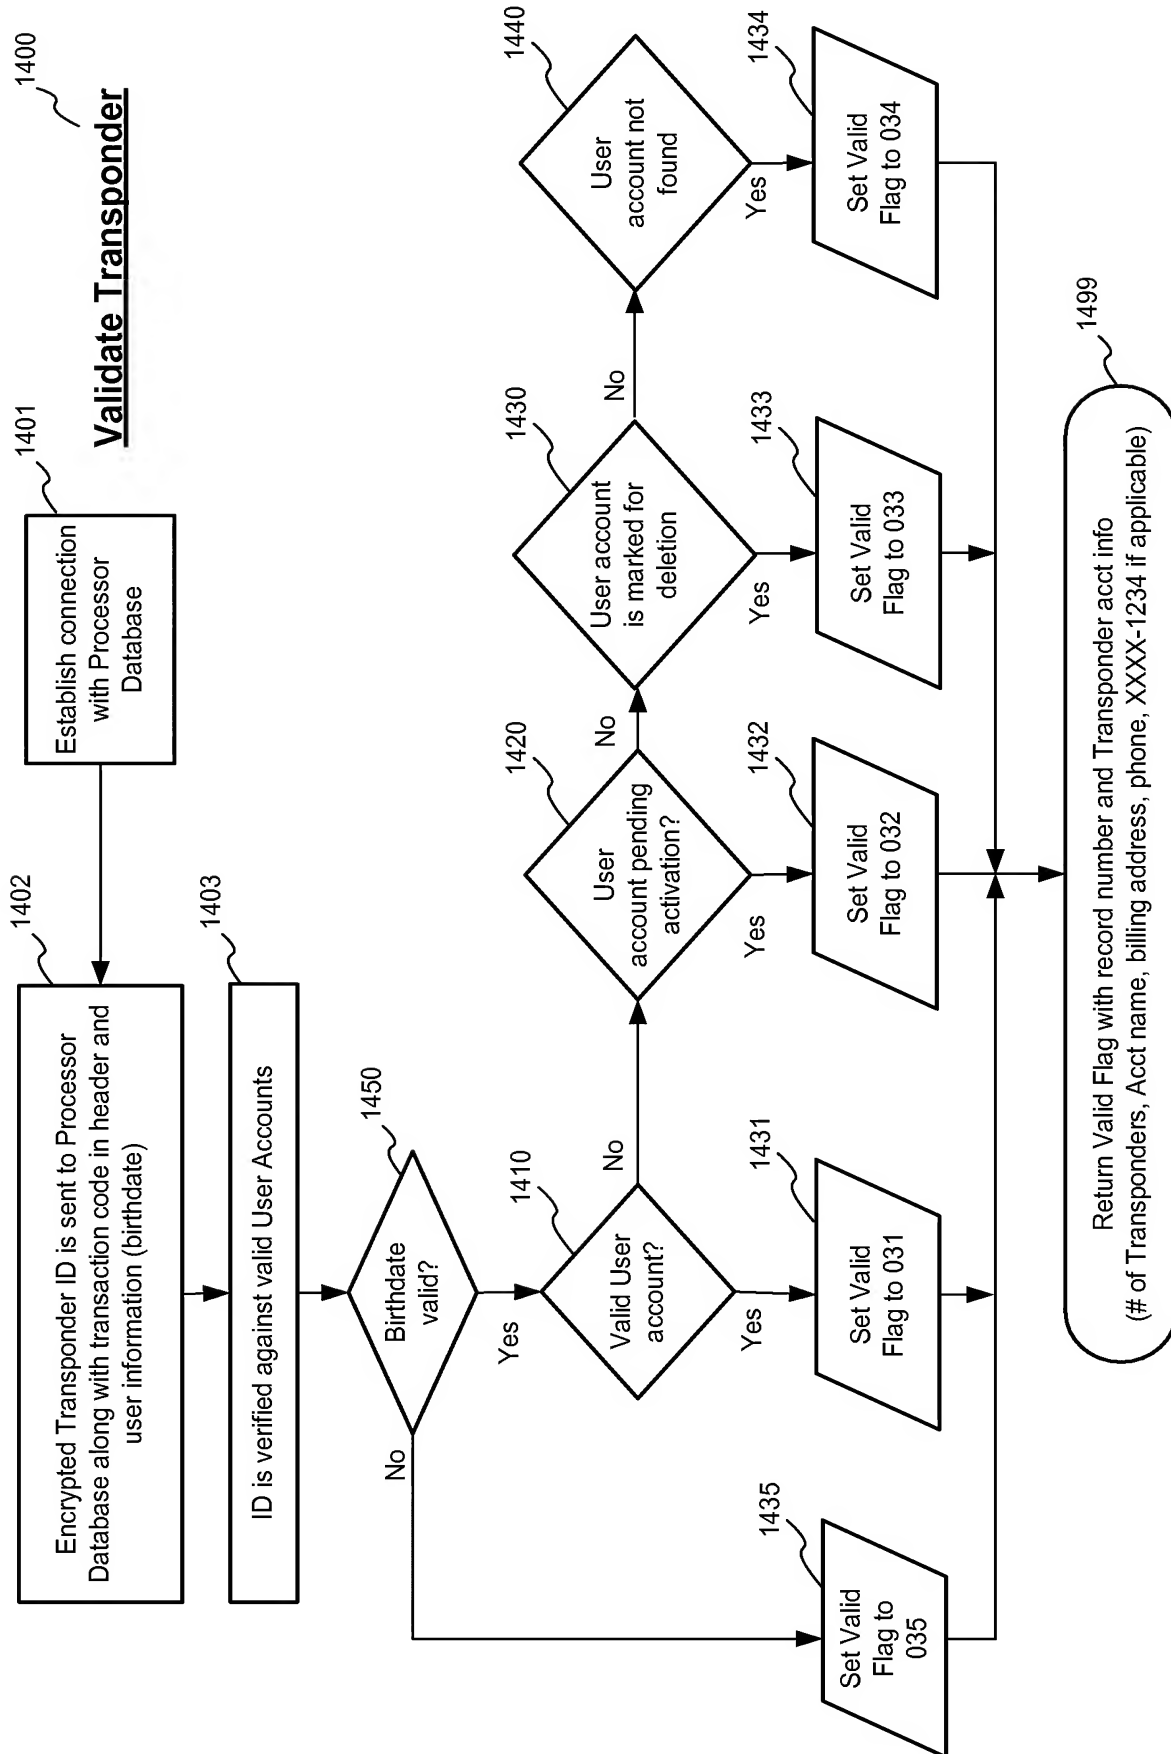 1400
Validate Transponder
1401
Establish connection
with Processor
Database
1402
Encrypted Transponder ID is sent to Processor
Database along with transaction code in header and
user information (birthdate)
1403
ID is verified against valid User Accounts
1450
Birthdate
valid?
No
Yes
1410
Valid User
account?
No
Yes
1420
User
account pending
activation?
No
Yes
1430
User account
is marked for
deletion
No
Yes
1440
User
account not
found
Yes
1435
Set Valid
Flag to
035
1431
Set Valid
Flag to 031
1432
Set Valid
Flag to 032
1433
Set Valid
Flag to 033
1434
Set Valid
Flag to 034
1499
Return Valid Flag with record number and Transponder acct info
(# of Transponders, Acct name, billing address, phone, XXXX-1234 if applicable)